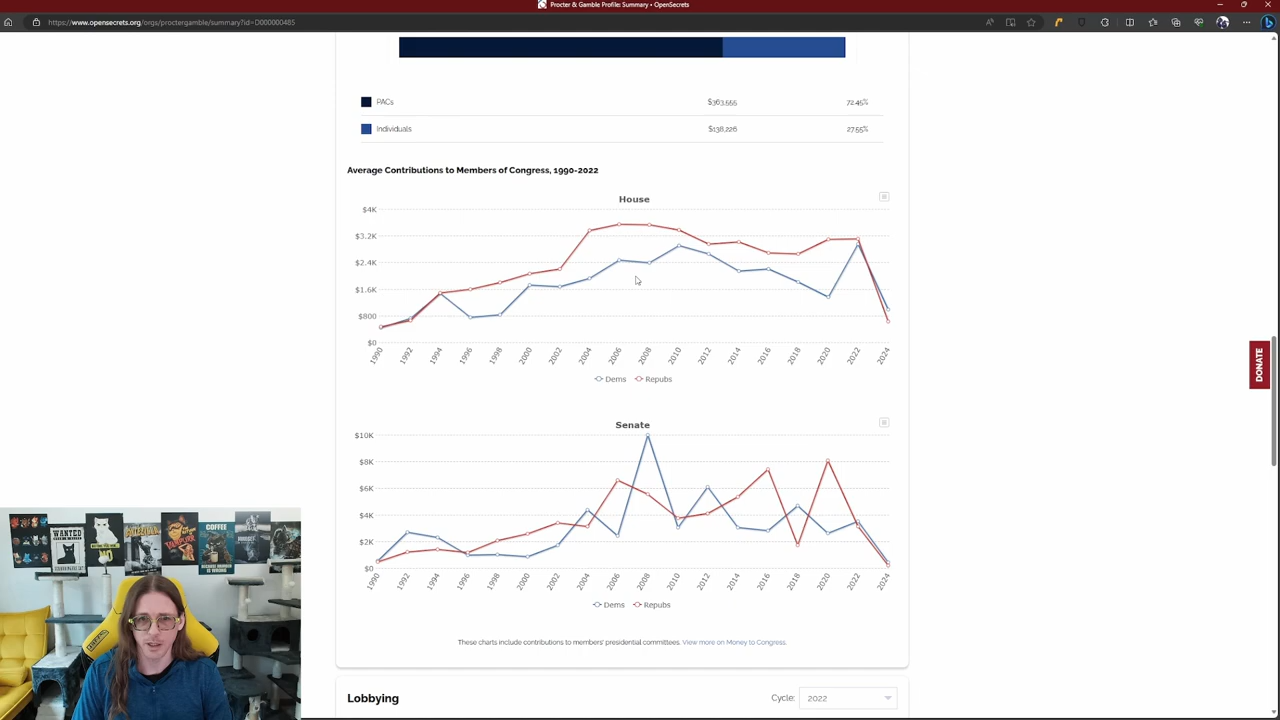 Procter & Gamble Profile: Summary • OpenSecrets
https://www.opensecrets.org/orgs/proctergamble/summary?id=D000000485
PACs $363,555 72.45%
Individuals $138,226 27.55%
Average Contributions to Members of Congress, 1990-2022
House
$4K
$3.2K
$2.4K
$1.6K
$800
$0
1990 1992 1994 1996 1998 2000 2002 2004 2006 2008 2010 2012 2014 2016 2018 2020 2022 2024
Dems Repubs
DONATE
Senate
$10K
$8K
$6K
$4K
$2K
$0
1990 1992 1994 1996 1998 2000 2002 2004 2006 2008 2010 2012 2014 2016 2018 2020 2022 2024
Dems Repubs
These charts include contributions to members' presidential committees. View more on Money to Congress.
Lobbying
Cycle: 2022
WANTED
COFFEE